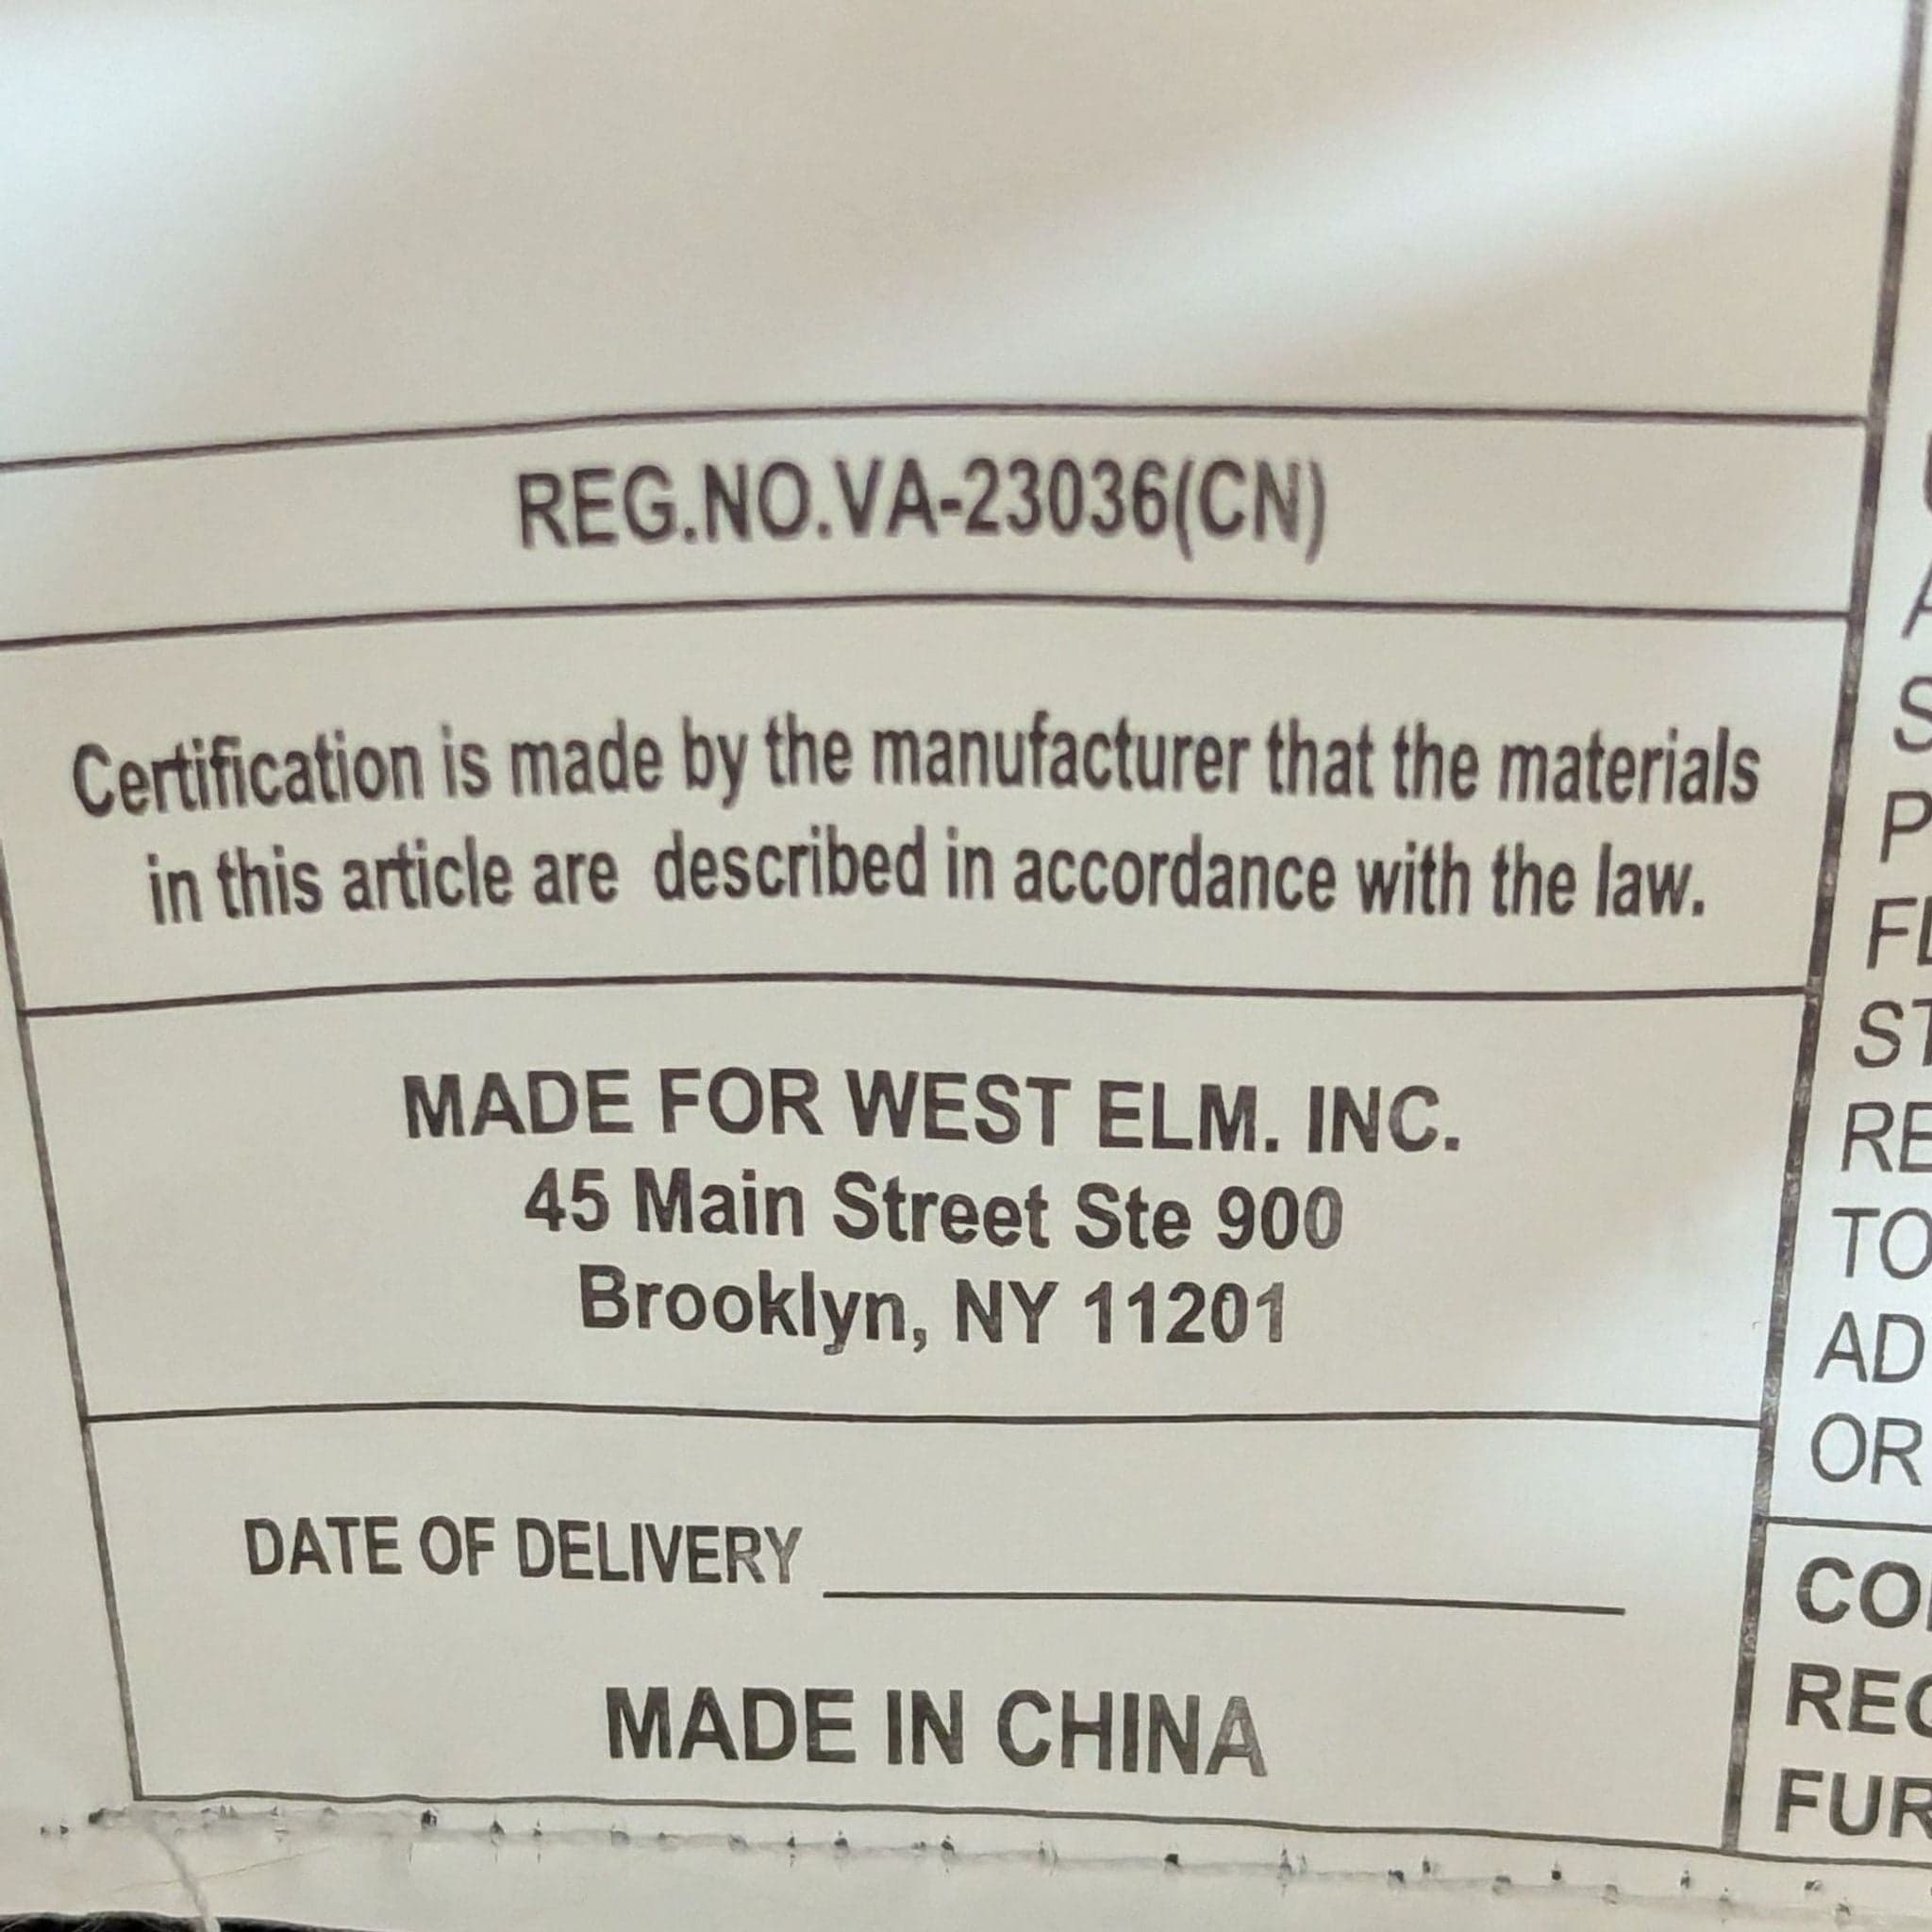 REG.NO.VA-23036(CN)
Certification is made by the manufacturer that the materials
in this article are described in accordance with the law.
MADE FOR WEST ELM. INC.
45 Main Street Ste 900
Brooklyn, NY 11201
DATE OF DELIVERY
MADE IN CHINA
OR